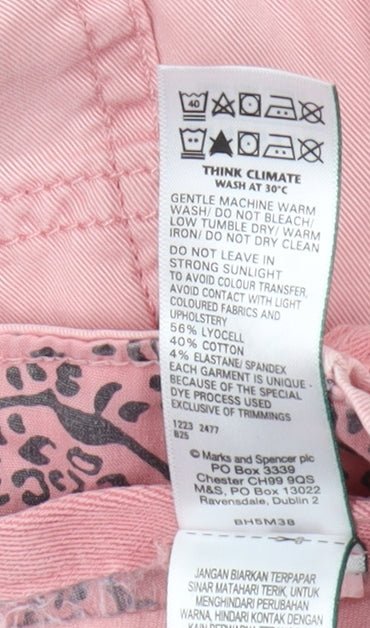 40
THINK CLIMATE
WASH AT 30°C
GENTLE MACHINE WARM
WASH/ DO NOT BLEACH/
LOW TUMBLE DRY/ WARM
IRON/ DO NOT DRY CLEAN
DO NOT LEAVE IN
STRONG SUNLIGHT
TO AVOID COLOUR TRANSFER,
AVOID CONTACT WITH LIGHT
COLOURED FABRICS AND
UPHOLSTERY
56% LYOCELL
40% COTTON
4% ELASTANE/ SPANDEX
EACH GARMENT IS UNIQUE -
BECAUSE OF THE SPECIAL
DYE PROCESS USED
EXCLUSIVE OF TRIMMINGS
1223 2477
B25
© Marks and Spencer plc
PO Box 3339
Chester CH99 9QS
M&S, PO Box 13022
Ravensdale, Dublin 2
BH5M38
JANGAN BIARKAN TERPAPAR
SINAR MATAHARI TERIK, UNTUK
MENGHINDARI PERUBAHAN
WARNA, HINDARI KONTAK DENGAN
KAIN BERWARNA